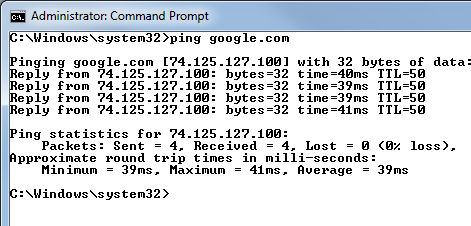 Administrator: Command Prompt
C:\Windows\system32>ping google.com
Pinging google.com [74.125.127.100] with 32 bytes of data:
Reply from 74.125.127.100: bytes=32 time=40ms TTL=50
Reply from 74.125.127.100: bytes=32 time=39ms TTL=50
Reply from 74.125.127.100: bytes=32 time=39ms TTL=50
Reply from 74.125.127.100: bytes=32 time=41ms TTL=50
Ping statistics for 74.125.127.100:
    Packets: Sent = 4, Received = 4, Lost = 0 (0% loss),
Approximate round trip times in milli-seconds:
    Minimum = 39ms, Maximum = 41ms, Average = 39ms
C:\Windows\system32>